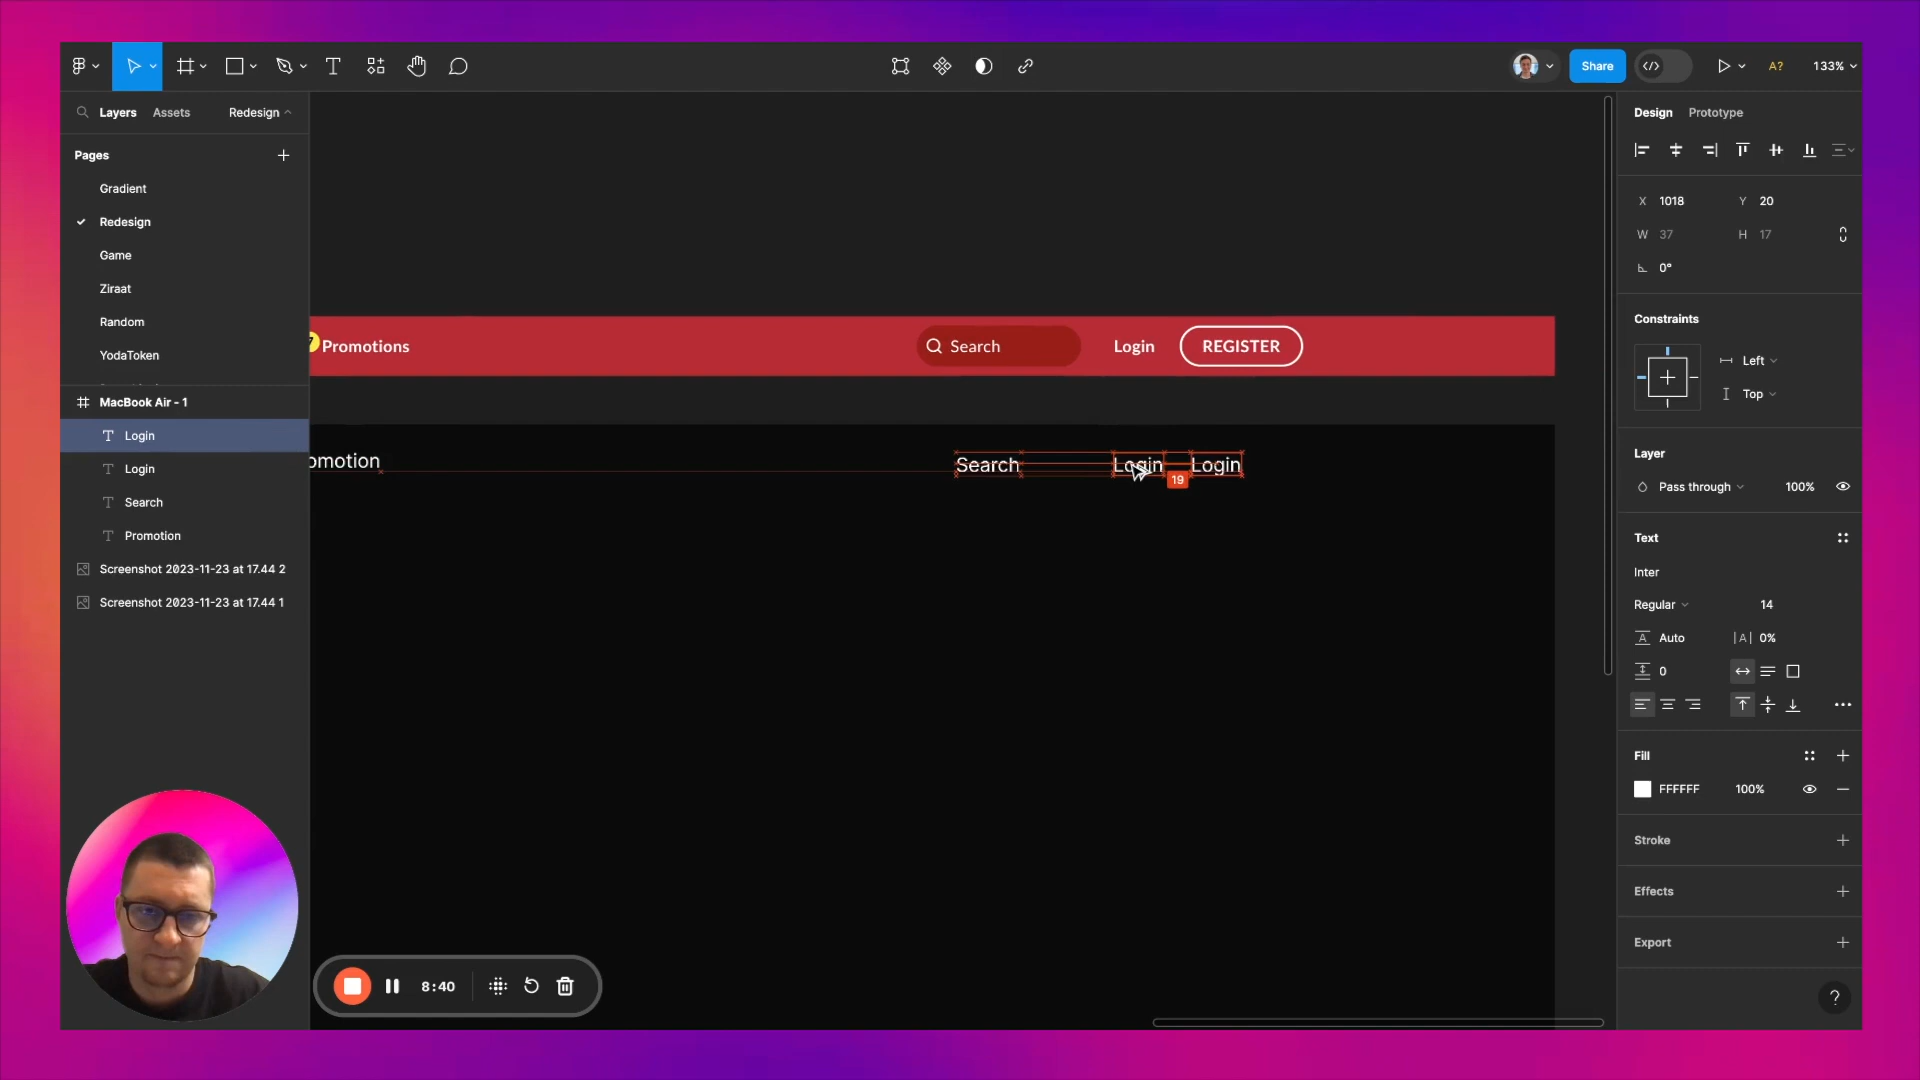 Share
A?
133%
Layers Assets Redesign
Design Prototype
Pages
Gradient
Redesign
Game
Ziraat
Random
YodaToken
MacBook Air - 1
Login
Login
Search
Promotion
Screenshot 2023-11-23 at 17.44 2
Screenshot 2023-11-23 at 17.44 1
7 Promotions
Search
Login
REGISTER
omotion
Search
Login
Login
19
8:40
X 1018 Y 20
W 37 H 17
0°
Constraints
Left
Top
Layer
Pass through 100%
Text
Inter
Regular 14
A Auto |A| 0%
0
Fill
FFFFFF 100%
Stroke
Effects
Export
?